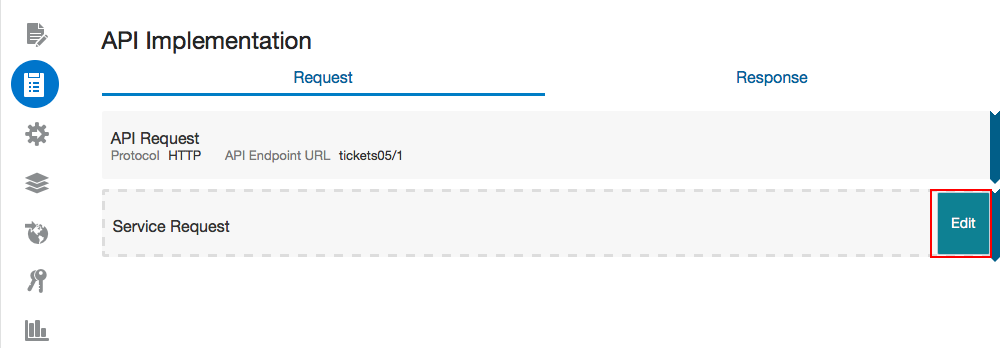 API Implementation
Request Response
API Request
Protocol HTTP API Endpoint URL tickets05/1
Service Request Edit